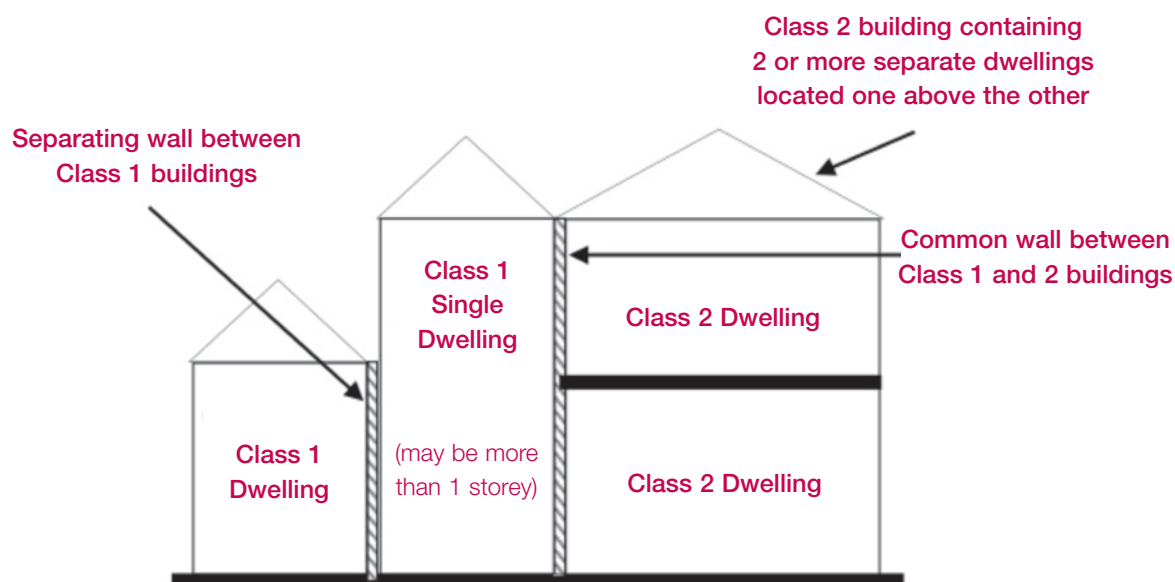 Class 2 building containing
2 or more separate dwellings
located one above the other
Separating wall between
Class 1 buildings
Common wall between
Class 1 and 2 buildings
Class 1
Single
Dwelling
(may be more
than 1 storey)
Class 2 Dwelling
Class 1
Dwelling
Class 2 Dwelling